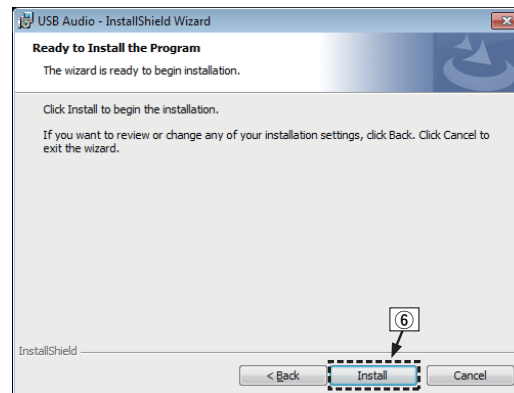 USB Audio - InstallShield Wizard
Ready to Install the Program
The wizard is ready to begin installation.
Click Install to begin the installation.
If you want to review or change any of your installation settings, click Back. Click Cancel to
exit the wizard.
⑥
InstallShield
< Back Install Cancel